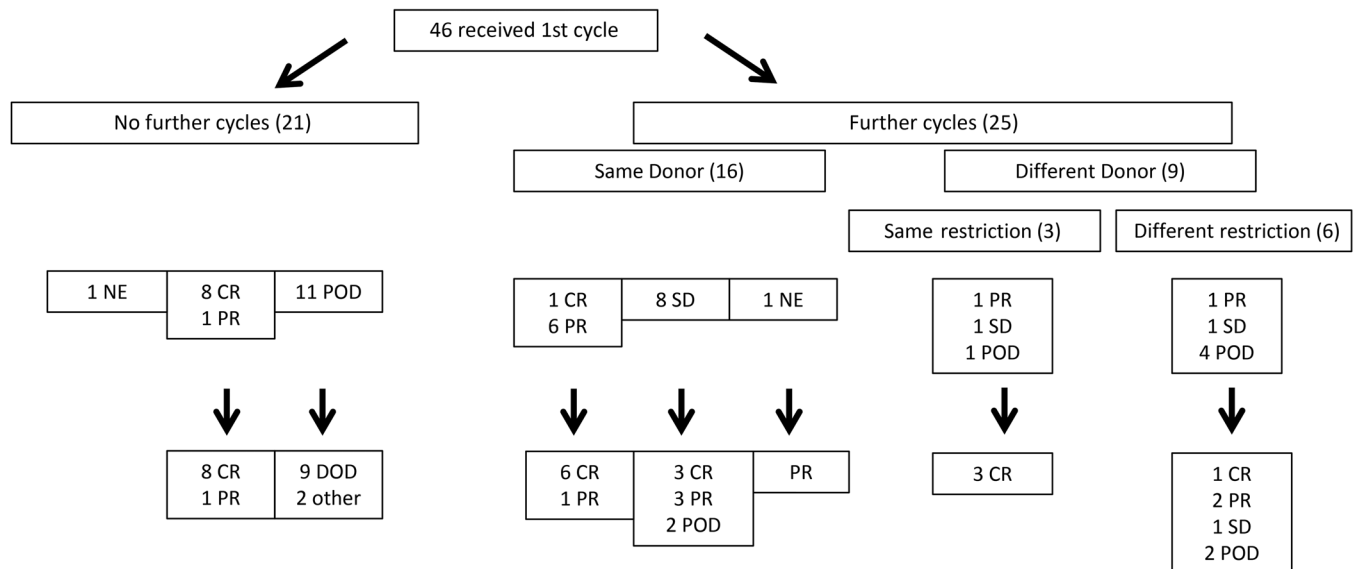 46 received 1st cycle
No further cycles (21)
Further cycles (25)
Same Donor (16)
Different Donor (9)
Same restriction (3)
Different restriction (6)
1 NE
8 CR
1 PR
11 POD
1 CR
6 PR
8 SD
1 NE
1 PR
1 SD
1 POD
1 PR
1 SD
4 POD
8 CR
1 PR
9 DOD
2 other
6 CR
1 PR
3 CR
3 PR
2 POD
PR
3 CR
1 CR
2 PR
1 SD
2 POD